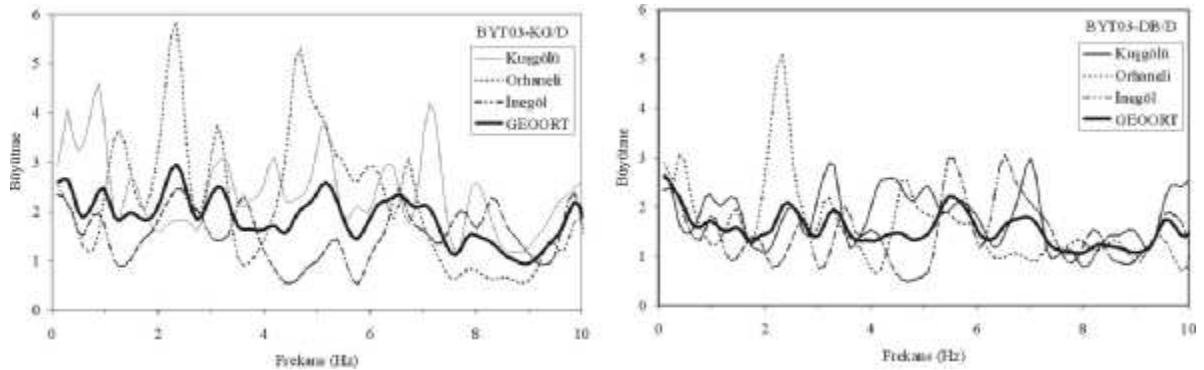 BYT03-KG/D
Kuşgölü
Orhaneli
İnegöl
GEOORT
Büyütme
6
5
4
3
2
1
0
0
2
4
6
8
10
Frekans (Hz)
BYT03-DB/D
Kuşgölü
Orhaneli
İnegöl
GEOORT
Büyütme
6
5
4
3
2
1
0
0
2
4
6
8
10
Frekans (Hz)